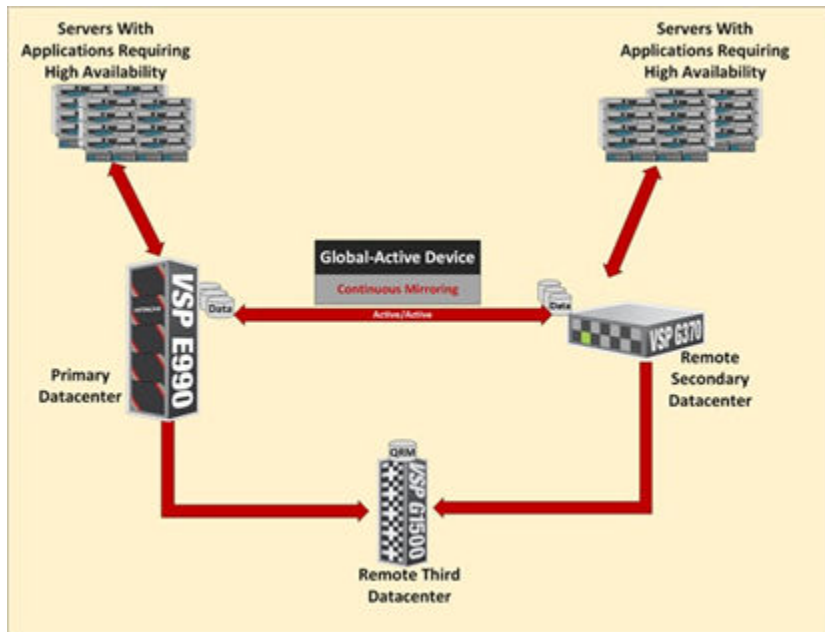 Servers With
Applications Requiring
High Availability
Servers With
Applications Requiring
High Availability
Global-Active Device
Continuous Mirroring
Active/Active
Data
Data
HITACHI
VSP E990
VSP G370
Primary
Datacenter
Remote
Secondary
Datacenter
QRM
VSP G1500
Remote Third
Datacenter